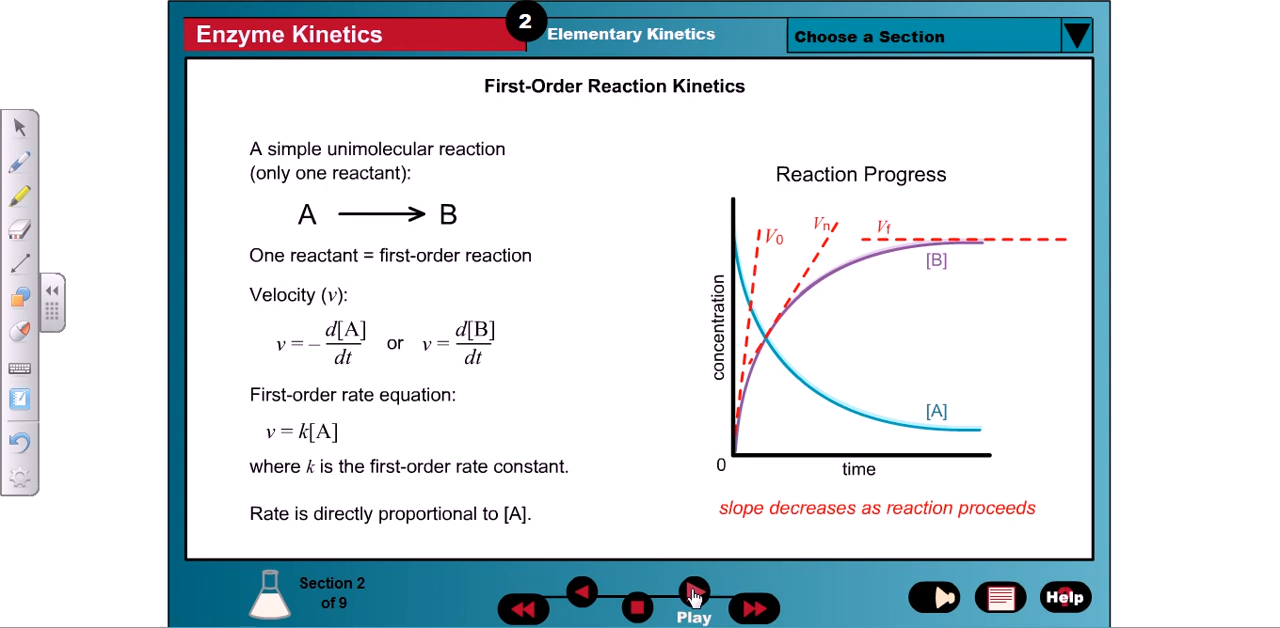 Enzyme Kinetics
2
Elementary Kinetics
Choose a Section
First-Order Reaction Kinetics
A simple unimolecular reaction
(only one reactant):
A ⟶ B
One reactant = first-order reaction
Velocity (v):
v = – d[A]/dt or v = d[B]/dt
First-order rate equation:
v = k[A]
where k is the first-order rate constant.
Rate is directly proportional to [A].
Reaction Progress
V₀
Vn
Vf
[B]
concentration
[A]
0
time
slope decreases as reaction proceeds
Section 2
of 9
Play
Help